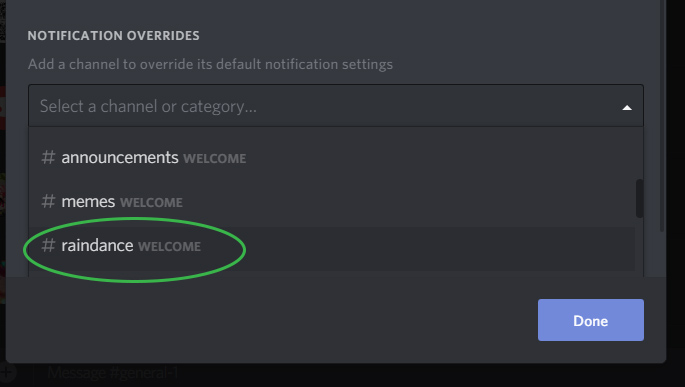 NOTIFICATION OVERRIDES
Add a channel to override its default notification settings
Select a channel or category...
# announcements WELCOME
# memes WELCOME
# raindance WELCOME
Done
Message #general-1